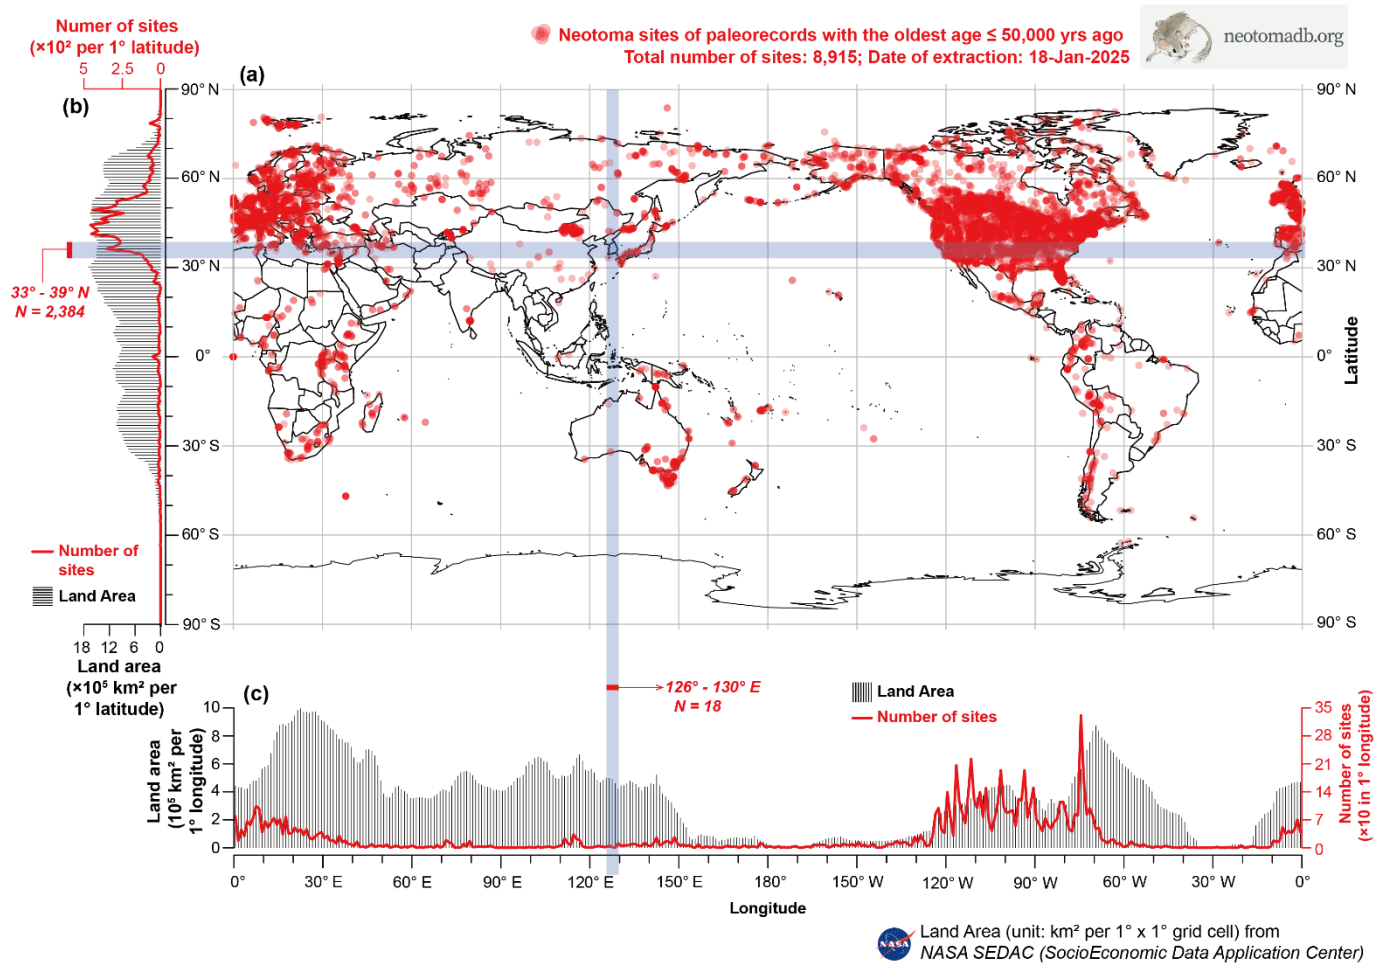 Numer of sites
(×10² per 1° latitude)
5 2.5 0
Neotoma sites of paleorecords with the oldest age ≤ 50,000 yrs ago
Total number of sites: 8,915; Date of extraction: 18-Jan-2025
neotomadb.org
(a)
(b)
90° N
60° N
30° N
0°
30° S
60° S
90° S
90° N
60° N
30° N
0°
30° S
60° S
90° S
Latitude
33° - 39° N
N = 2,384
Number of
sites
Land Area
18 12 6 0
Land area
(×10⁵ km² per
1° latitude)
126° - 130° E
N = 18
(c)
Land Area
Number of sites
10
8
6
4
2
0
Land area
(10⁵ km² per
1° longitude)
35
28
21
14
7
0
Number of sites
(×10 in 1° longitude)
0° 30° E 60° E 90° E 120° E 150° E 180° 150° W 120° W 90° W 60° W 30° W 0°
Longitude
NASA
Land Area (unit: km² per 1° x 1° grid cell) from
NASA SEDAC (SocioEconomic Data Application Center)